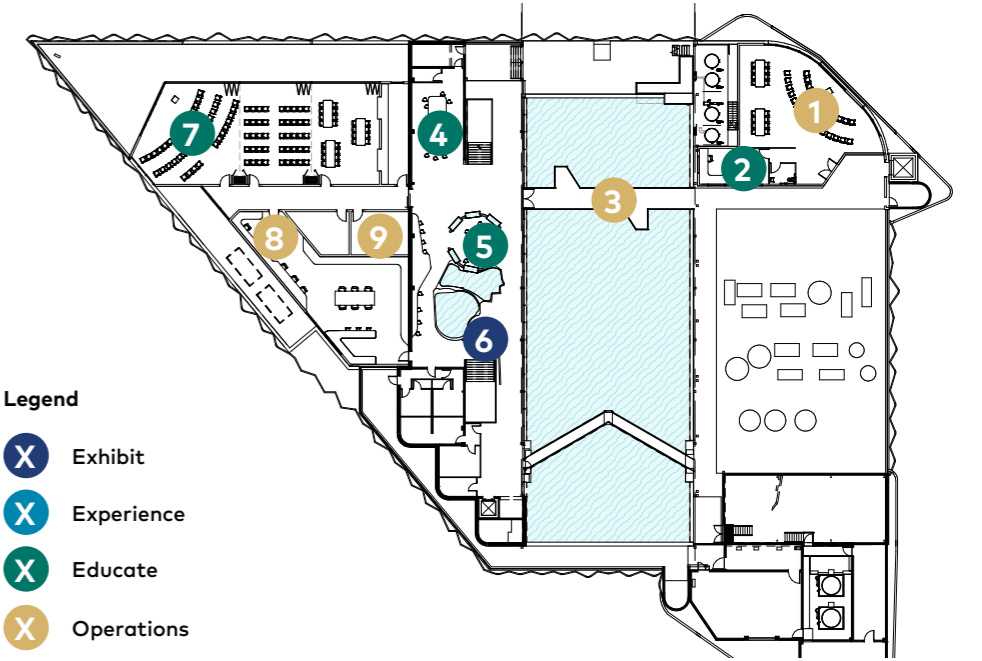 1
7
4
2
3
5
8
9
6
Legend
X Exhibit
X Experience
X Educate
X Operations